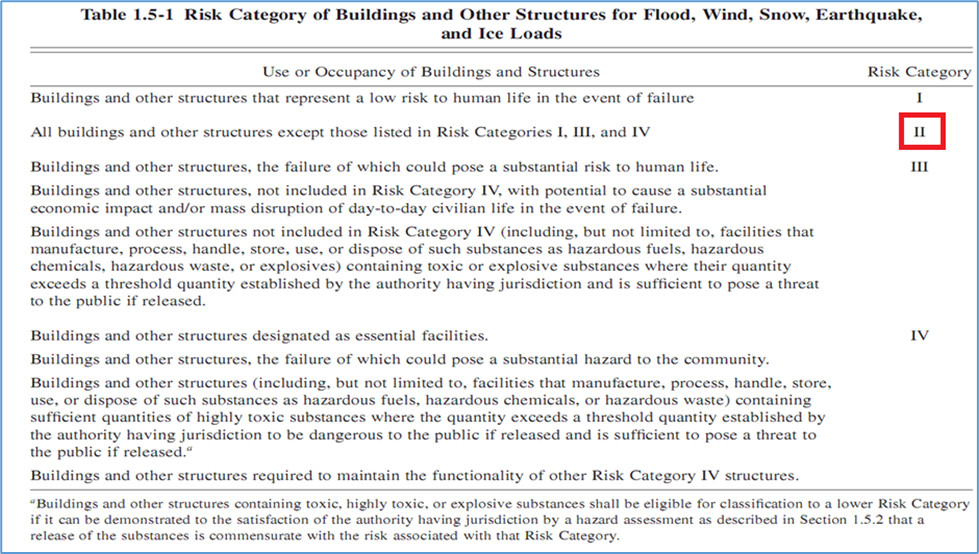 Table 1.5-1 Risk Category of Buildings and Other Structures for Flood, Wind, Snow, Earthquake,
and Ice Loads
Use or Occupancy of Buildings and Structures Risk Category
Buildings and other structures that represent a low risk to human life in the event of failure I
All buildings and other structures except those listed in Risk Categories I, III, and IV II
Buildings and other structures, the failure of which could pose a substantial risk to human life. III
Buildings and other structures, not included in Risk Category IV, with potential to cause a substantial
economic impact and/or mass disruption of day-to-day civilian life in the event of failure.
Buildings and other structures not included in Risk Category IV (including, but not limited to, facilities that
manufacture, process, handle, store, use, or dispose of such substances as hazardous fuels, hazardous
chemicals, hazardous waste, or explosives) containing toxic or explosive substances where their quantity
exceeds a threshold quantity established by the authority having jurisdiction and is sufficient to pose a threat
to the public if released.
Buildings and other structures designated as essential facilities. IV
Buildings and other structures, the failure of which could pose a substantial hazard to the community.
Buildings and other structures (including, but not limited to, facilities that manufacture, process, handle, store,
use, or dispose of such substances as hazardous fuels, hazardous chemicals, or hazardous waste) containing
sufficient quantities of highly toxic substances where the quantity exceeds a threshold quantity established by
the authority having jurisdiction to be dangerous to the public if released and is sufficient to pose a threat to
the public if released.a
Buildings and other structures required to maintain the functionality of other Risk Category IV structures.
aBuildings and other structures containing toxic, highly toxic, or explosive substances shall be eligible for classification to a lower Risk Category
if it can be demonstrated to the satisfaction of the authority having jurisdiction by a hazard assessment as described in Section 1.5.2 that a
release of the substances is commensurate with the risk associated with that Risk Category.